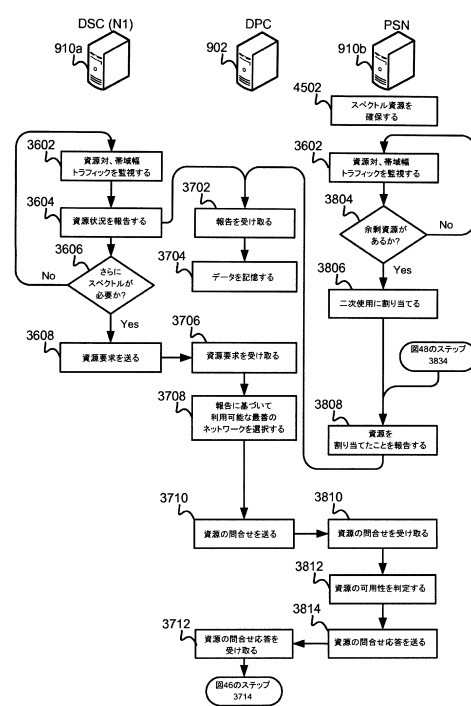 DSC (N1)
DPC
PSN
910a
902
910b
4502
スペクトル資源を
確保する
3602
資源対、帯域幅
トラフィックを監視する
3602
資源対、帯域幅
トラフィックを監視する
3604
資源状況を報告する
3702
報告を受け取る
3804
余剰資源が
あるか?
No
Yes
3606
さらに
スペクトルが
必要か?
No
Yes
3704
データを記憶する
3806
二次使用に割り当てる
3608
資源要求を送る
3706
資源要求を受け取る
図48のステップ
3834
3708
報告に基づいて
利用可能な最善の
ネットワークを選択する
3808
資源を
割り当てたことを報告する
3710
資源の問合せを送る
3810
資源の問合せを受け取る
3812
資源の可用性を判定する
3814
資源の問合せ応答を送る
3712
資源の問合せ応答を
受け取る
図46のステップ
3714